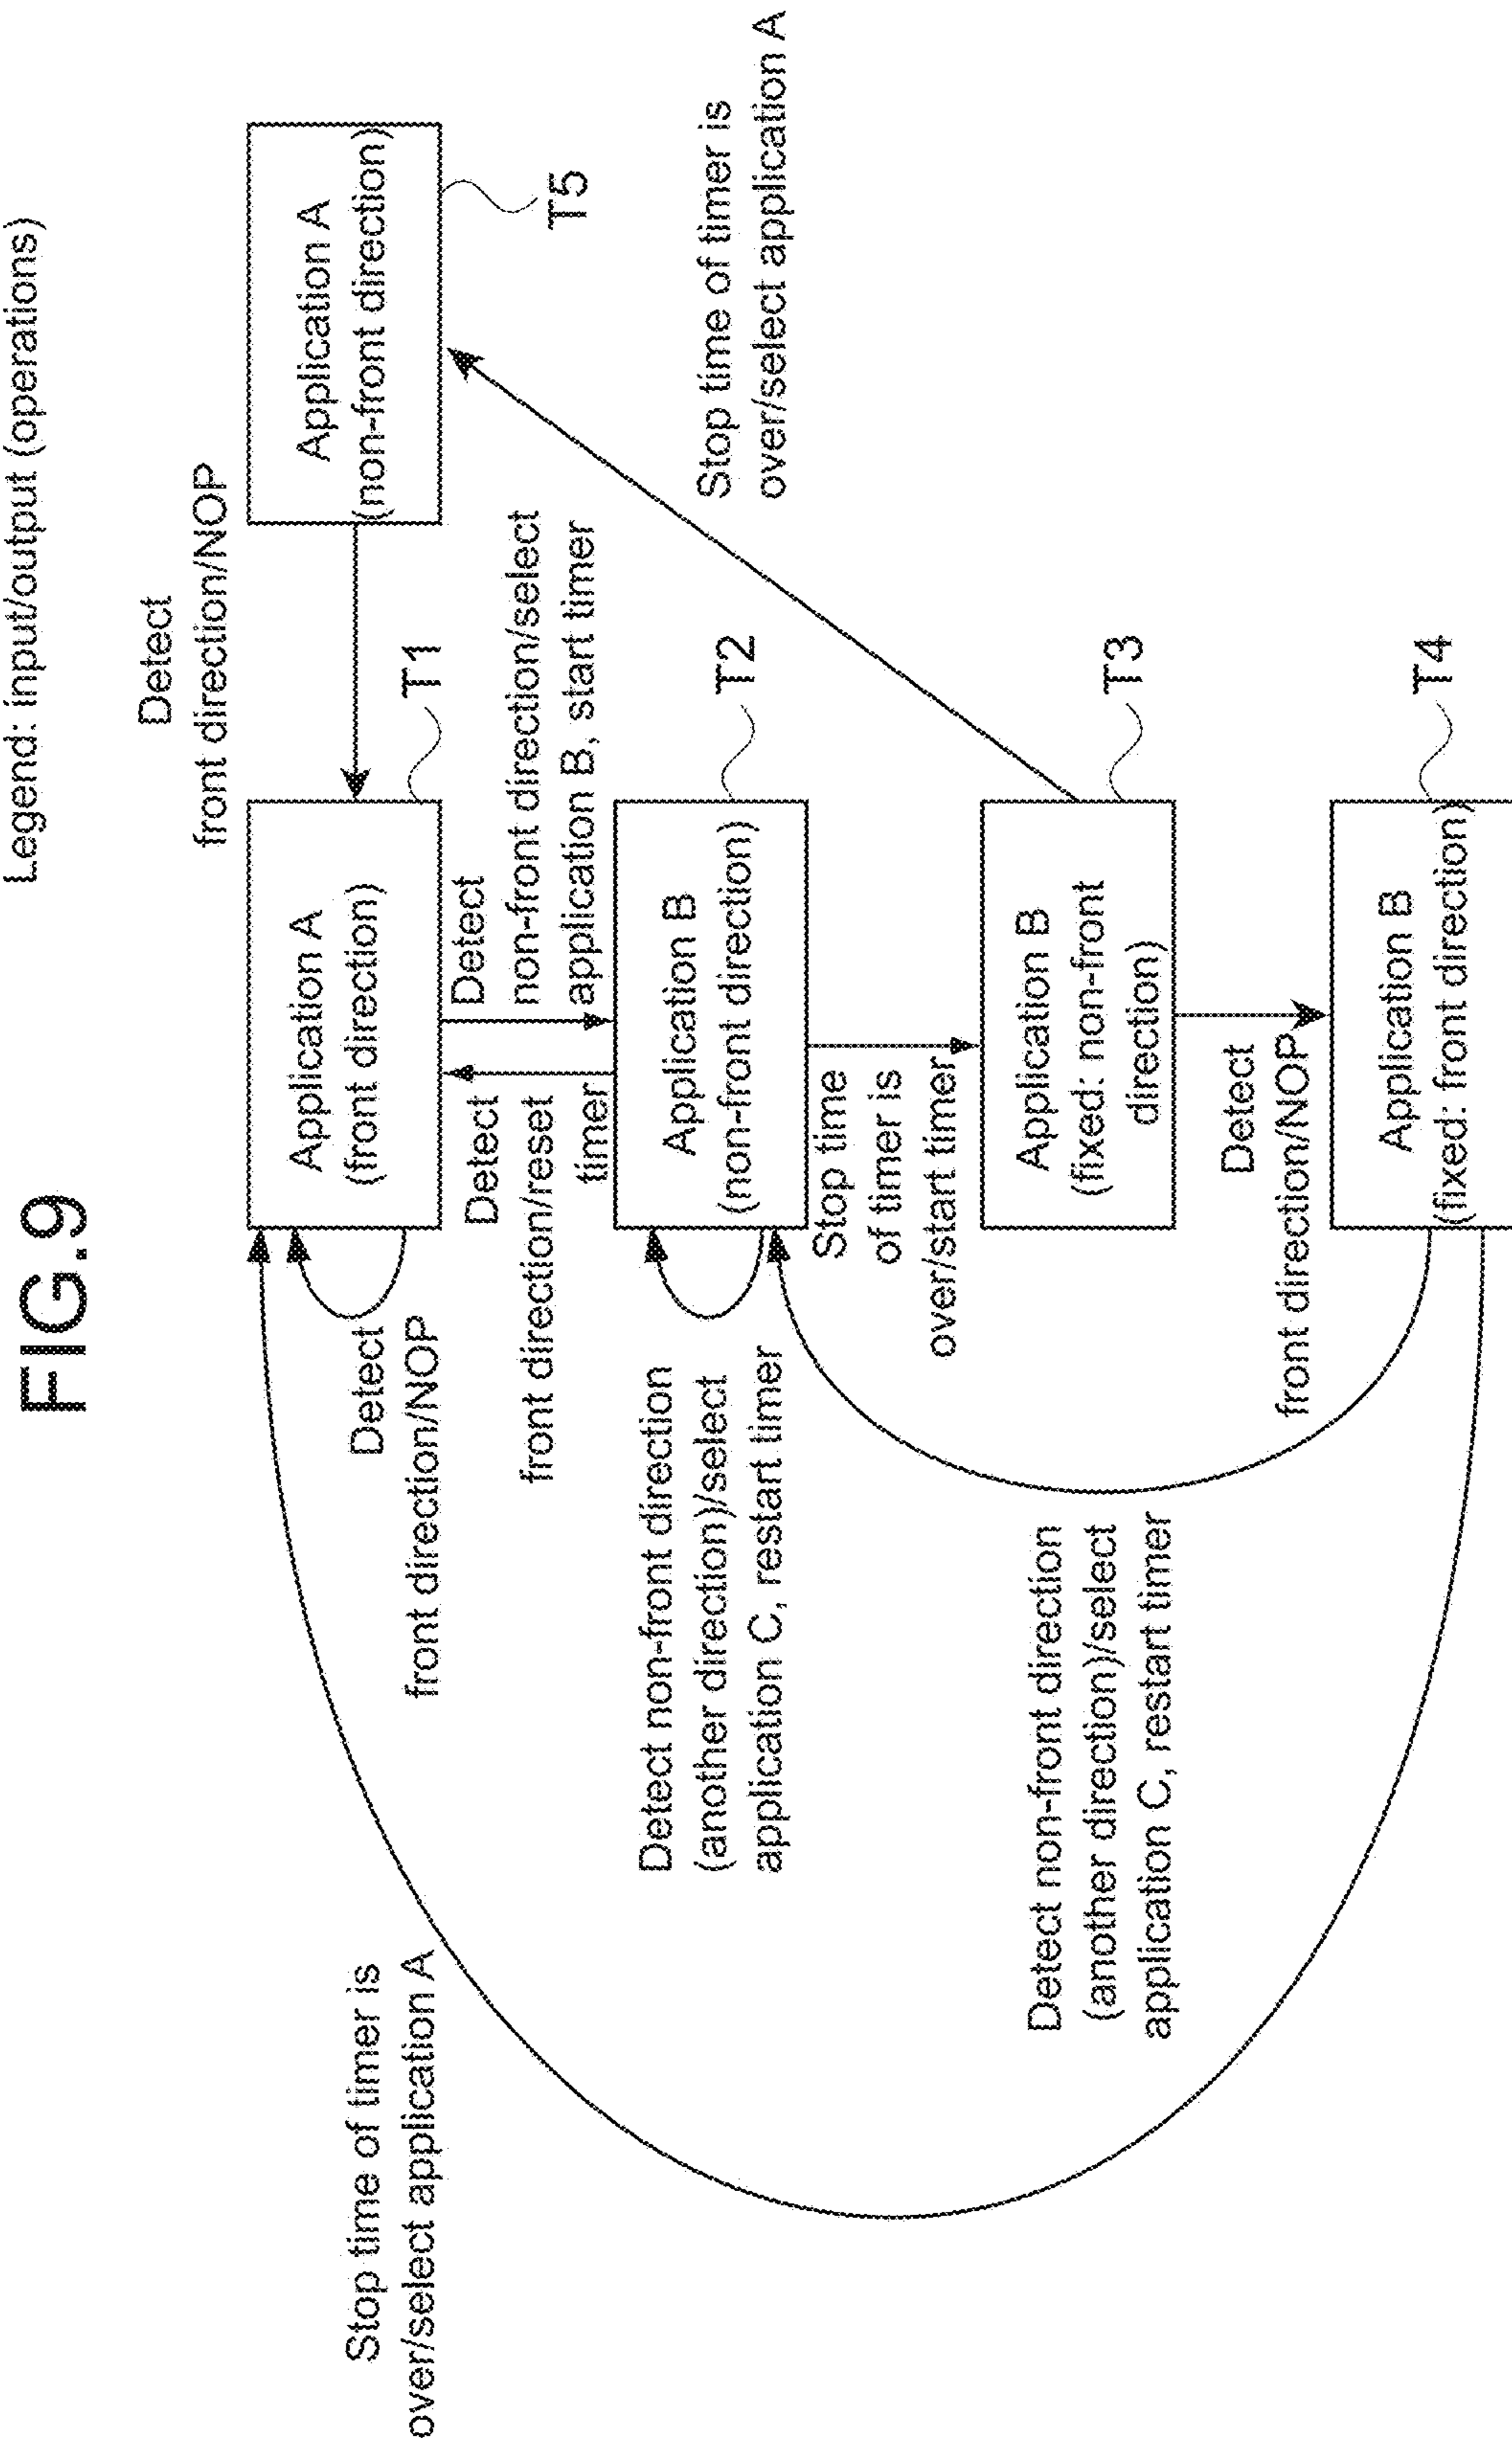 FIG.9
Legend: input/output (operations)
Stop time of timer is
over/select application A
Detect
front direction/NOP
Application A
(front direction)
T1
Detect
front direction/NOP
Application A
(non-front direction)
T5
Detect
front direction/reset
timer
Detect
non-front direction/select
application B, start timer
Detect non-front direction
(another direction)/select
application C, restart timer
Application B
(non-front direction)
T2
Stop time of timer is
over/select application A
Stop time
of timer is
over/start timer
Application B
(fixed: non-front
direction)
T3
Detect non-front direction
(another direction)/select
application C, restart timer
Detect
front direction/NOP
Application B
(fixed: front direction)
T4